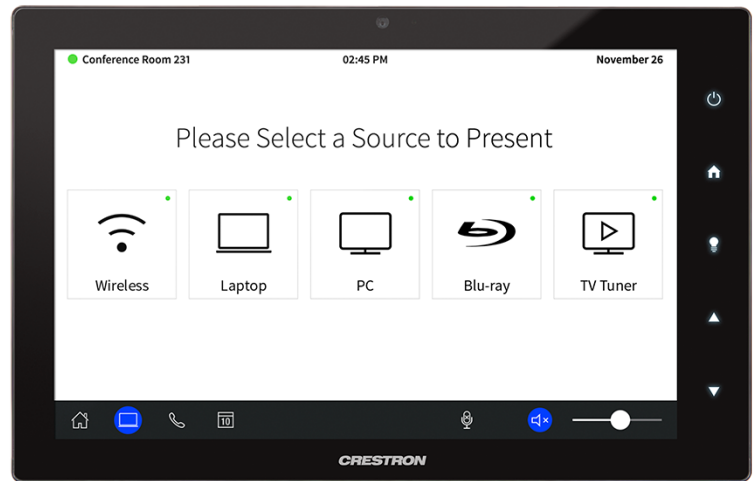 Conference Room 231 02:45 PM November 26
Please Select a Source to Present
Wireless Laptop PC Blu-ray TV Tuner
10
CRESTRON